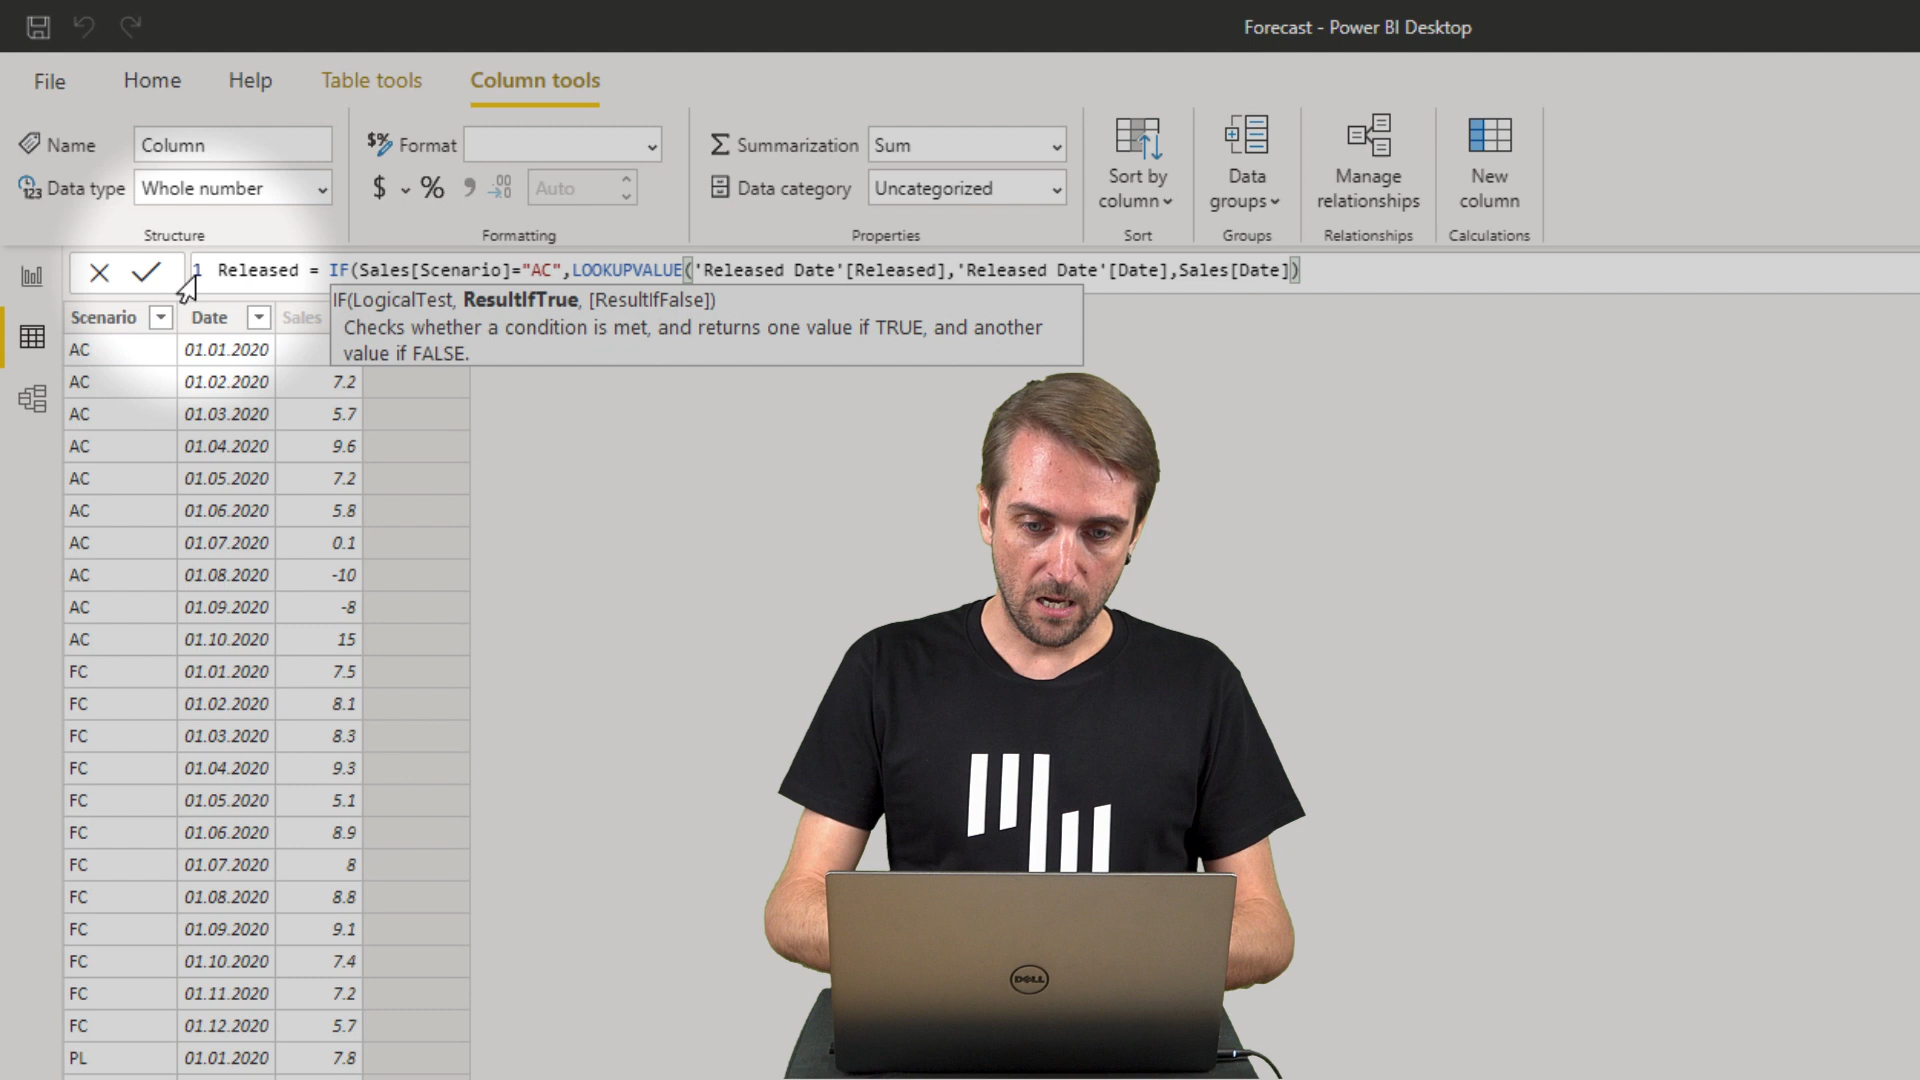 Forecast - Power BI Desktop
File Home Help Table tools Column tools
Name Column
Data type Whole number
Structure
$% Format
$ % 9 .00 Auto
Formatting
Summarization Sum
Data category Uncategorized
Properties
Sort by column
Sort
Data groups
Groups
Manage relationships
Relationships
New column
Calculations
1 Released = IF(Sales[Scenario]="AC",LOOKUPVALUE('Released Date'[Released],'Released Date'[Date],Sales[Date])
IF(LogicalTest, ResultIfTrue, [ResultIfFalse])
Checks whether a condition is met, and returns one value if TRUE, and another
value if FALSE.
Scenario Date Sales
AC 01.01.2020
AC 01.02.2020 7.2
AC 01.03.2020 5.7
AC 01.04.2020 9.6
AC 01.05.2020 7.2
AC 01.06.2020 5.8
AC 01.07.2020 0.1
AC 01.08.2020 -10
AC 01.09.2020 -8
AC 01.10.2020 15
FC 01.01.2020 7.5
FC 01.02.2020 8.1
FC 01.03.2020 8.3
FC 01.04.2020 9.3
FC 01.05.2020 5.1
FC 01.06.2020 8.9
FC 01.07.2020 8
FC 01.08.2020 8.8
FC 01.09.2020 9.1
FC 01.10.2020 7.4
FC 01.11.2020 7.2
FC 01.12.2020 5.7
PL 01.01.2020 7.8
DELL